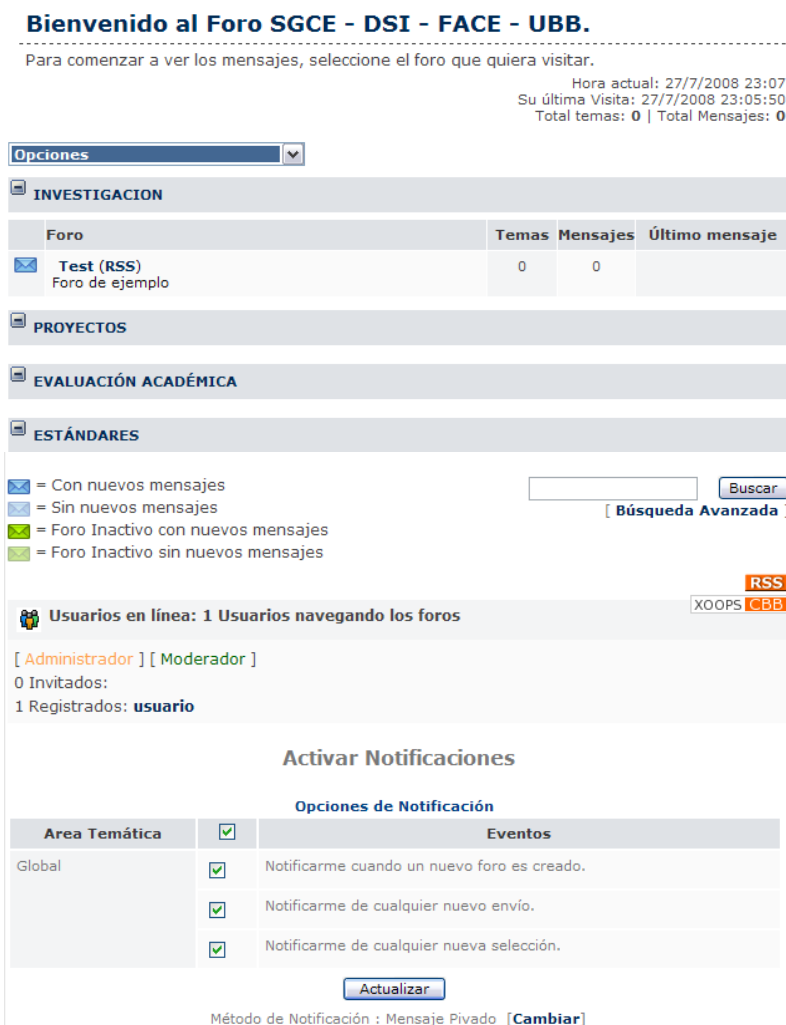 Bienvenido al Foro SGCE - DSI - FACE - UBB.
Para comenzar a ver los mensajes, seleccione el foro que quiera visitar.
Hora actual: 27/7/2008 23:07
Su última Visita: 27/7/2008 23:05:50
Total temas: 0 | Total Mensajes: 0
Opciones
INVESTIGACION
Foro Temas Mensajes Último mensaje
Test (RSS) 0 0
Foro de ejemplo
PROYECTOS
EVALUACIÓN ACADÉMICA
ESTÁNDARES
= Con nuevos mensajes
= Sin nuevos mensajes
= Foro Inactivo con nuevos mensajes
= Foro Inactivo sin nuevos mensajes
Buscar
[ Búsqueda Avanzada ]
RSS
XOOPS CBB
Usuarios en línea: 1 Usuarios navegando los foros
[ Administrador ] [ Moderador ]
0 Invitados:
1 Registrados: usuario
Activar Notificaciones
Opciones de Notificación
Area Temática Eventos
Global Notificarme cuando un nuevo foro es creado.
Notificarme de cualquier nuevo envío.
Notificarme de cualquier nueva selección.
Actualizar
Método de Notificación : Mensaje Pivado [Cambiar]